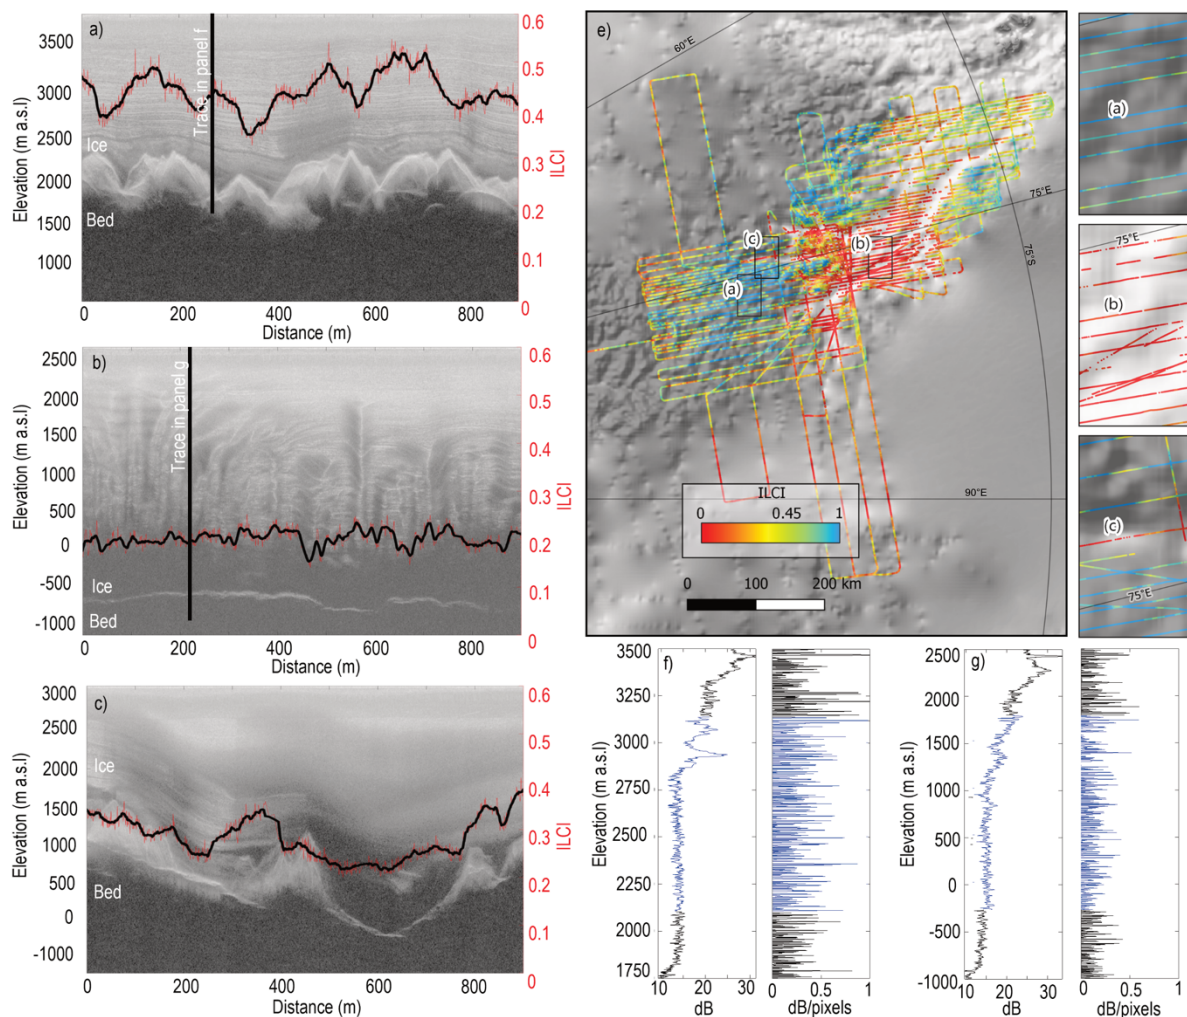 a)
3500
3000
2500
2000
1500
1000
Elevation (m a.s.l)
Ice
Bed
Trace in panel f
0.6
0.5
0.4
0.3
0.2
0.1
0
ILCI
0
200
400
600
800
Distance (m)
b)
2500
2000
1500
1000
500
0
-500
-1000
Elevation (m a.s.l)
Ice
Bed
Trace in panel g
0.6
0.5
0.4
0.3
0.2
0.1
0
ILCI
0
200
400
600
800
Distance (m)
c)
3000
2500
2000
1500
1000
500
0
-1000
Elevation (m a.s.l)
Ice
Bed
0.6
0.5
0.4
0.3
0.2
0.1
0
ILCI
0
200
400
600
800
Distance (m)
e)
60°E
75°E
75°S
90°E
(c)
(b)
(a)
ILCI
0
0.45
1
0
100
200 km
(a)
75°E
(b)
(c)
75°E
f)
3500
3250
3000
2750
2500
2250
2000
1750
Elevation (m a.s.l)
10
20
30
dB
0
0.5
1
dB/pixels
g)
2500
2000
1500
1000
500
0
-500
-1000
Elevation (m a.s.l)
10
20
30
dB
0
0.5
1
dB/pixels